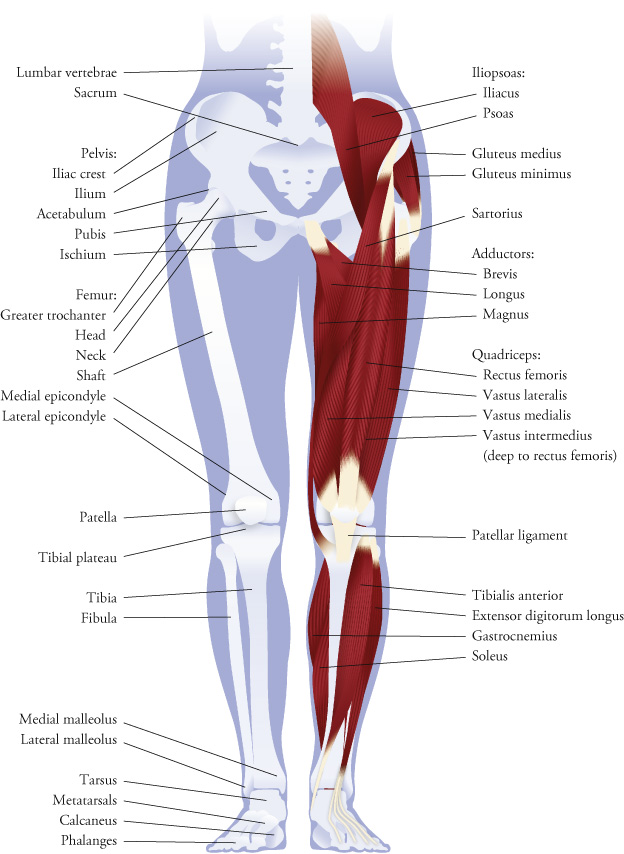 Lumbar vertebrae
Sacrum
Pelvis:
Iliac crest
Ilium
Acetabulum
Pubis
Ischium
Femur:
Greater trochanter
Head
Neck
Shaft
Medial epicondyle
Lateral epicondyle
Patella
Tibial plateau
Tibia
Fibula
Medial malleolus
Lateral malleolus
Tarsus
Metatarsals
Calcaneus
Phalanges
Iliopsoas:
Iliacus
Psoas
Gluteus medius
Gluteus minimus
Sartorius
Adductors:
Brevis
Longus
Magnus
Quadriceps:
Rectus femoris
Vastus lateralis
Vastus medialis
Vastus intermedius
(deep to rectus femoris)
Patellar ligament
Tibialis anterior
Extensor digitorum longus
Gastrocnemius
Soleus